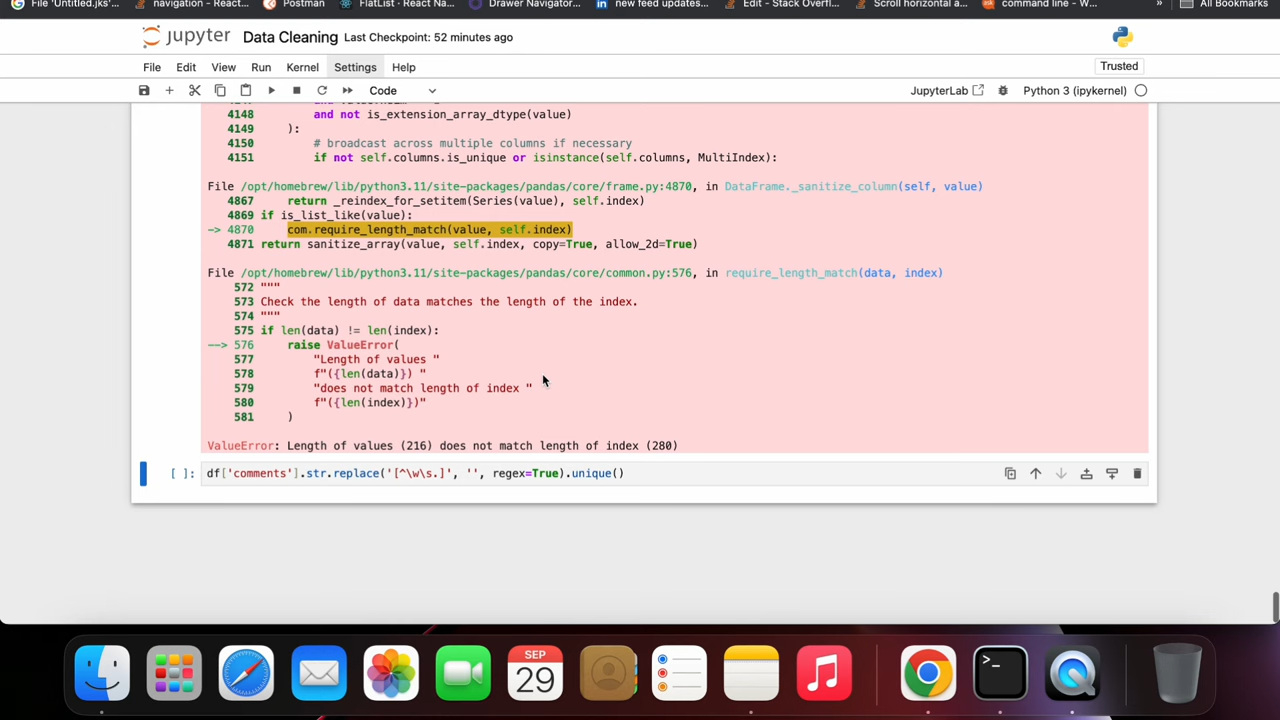 File 'Untitled.jks'...
navigation - React...
Postman
FlatList · React Na...
Drawer Navigator...
new feed updates...
Edit - Stack Overfl...
Scroll horizontal a...
command line - W...
»
All Bookmarks
jupyter Data Cleaning Last Checkpoint: 52 minutes ago
File Edit View Run Kernel Settings Help
Trusted
Code
JupyterLab
Python 3 (ipykernel)
4148 and not is_extension_array_dtype(value)
4149 ):
4150 # broadcast across multiple columns if necessary
4151 if not self.columns.is_unique or isinstance(self.columns, MultiIndex):
File /opt/homebrew/lib/python3.11/site-packages/pandas/core/frame.py:4870, in DataFrame._sanitize_column(self, value)
4867 return _reindex_for_setitem(Series(value), self.index)
4869 if is_list_like(value):
-> 4870 com.require_length_match(value, self.index)
4871 return sanitize_array(value, self.index, copy=True, allow_2d=True)
File /opt/homebrew/lib/python3.11/site-packages/pandas/core/common.py:576, in require_length_match(data, index)
572 """
573 Check the length of data matches the length of the index.
574 """
575 if len(data) != len(index):
--> 576 raise ValueError(
577 "Length of values "
578 f"({len(data)}) "
579 "does not match length of index "
580 f"({len(index)})"
581 )
ValueError: Length of values (216) does not match length of index (280)
[ ]: df['comments'].str.replace('[^\w\s.]', '', regex=True).unique()
SEP
29
>_